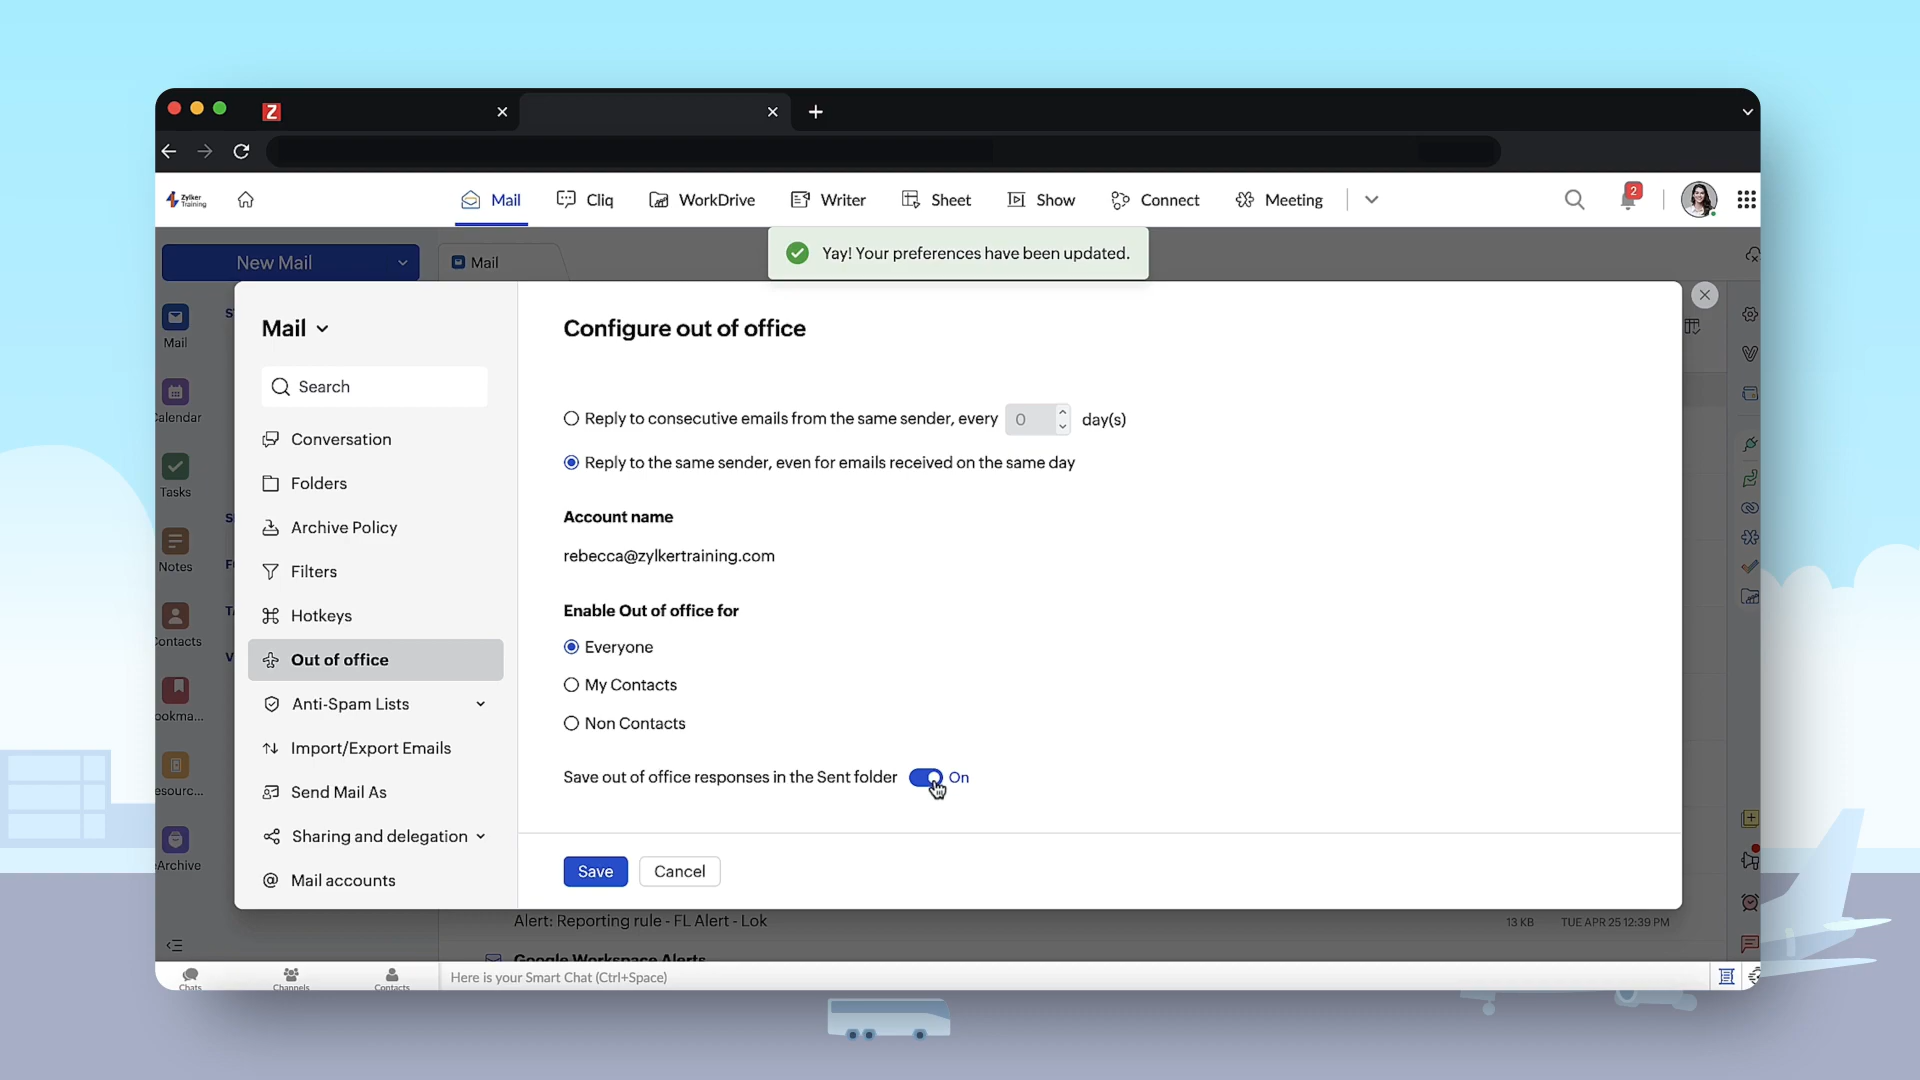 Z
Zylker
Training
Mail
Cliq
WorkDrive
Writer
Sheet
Show
Connect
Meeting
2
New Mail
Mail
Yay! Your preferences have been updated.
Mail
Calendar
Tasks
Notes
Contacts
Archive
Mail
Search
Conversation
Folders
Archive Policy
Filters
Hotkeys
Out of office
Anti-Spam Lists
Import/Export Emails
Send Mail As
Sharing and delegation
Mail accounts
Configure out of office
Reply to consecutive emails from the same sender, every 0 day(s)
Reply to the same sender, even for emails received on the same day
Account name
rebecca@zylkertraining.com
Enable Out of office for
Everyone
My Contacts
Non Contacts
Save out of office responses in the Sent folder On
Save
Cancel
Alert: Reporting rule - FL Alert - Lok 13 KB TUE APR 25 12:39 PM
Google Workspace Alerts
Chats
Channels
Contacts
Here is your Smart Chat (Ctrl+Space)